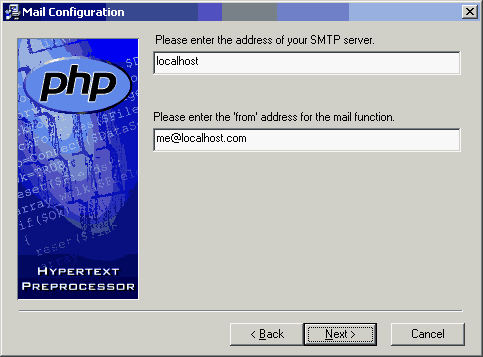 Mail Configuration
Please enter the address of your SMTP server.
localhost
Please enter the 'from' address for the mail function.
me@localhost.com
php
HYPERTEXT
PREPROCESSOR
< Back
Next >
Cancel